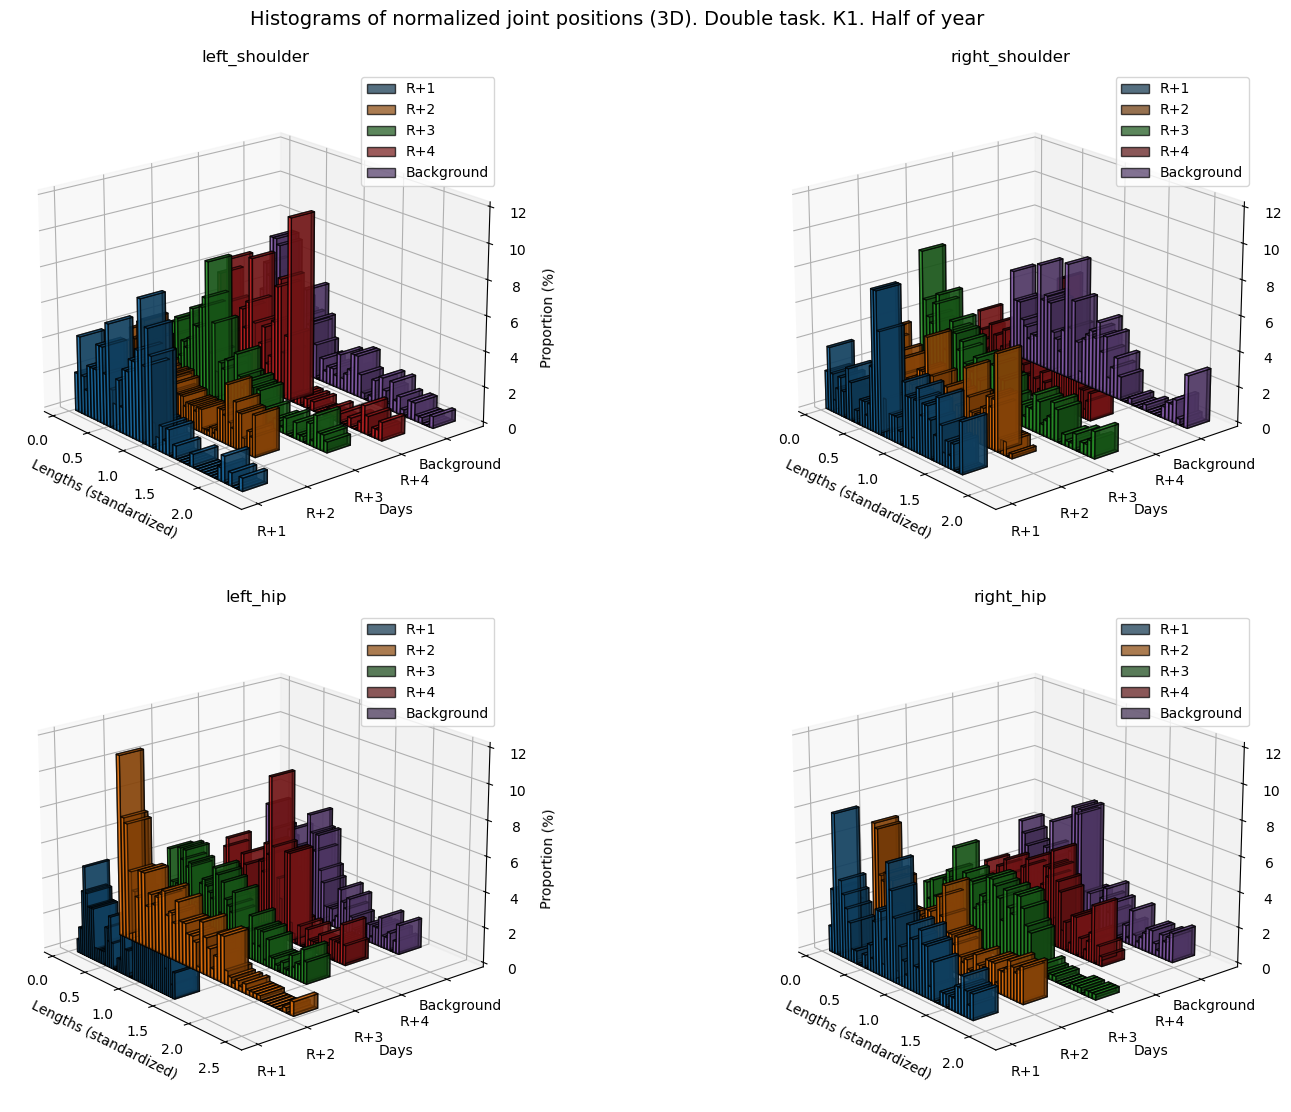 Histograms of normalized joint positions (3D). Double task. K1. Half of year
left_shoulder
R+1
R+2
R+3
R+4
Background
0.0
0.5
1.0
1.5
2.0
Lengths (standardized)
R+1
R+2
R+3
R+4
Background
Days
0
2
4
6
8
10
12
Proportion (%)
right_shoulder
R+1
R+2
R+3
R+4
Background
0.0
0.5
1.0
1.5
2.0
Lengths (standardized)
R+1
R+2
R+3
R+4
Background
Days
0
2
4
6
8
10
12
left_hip
R+1
R+2
R+3
R+4
Background
0.0
0.5
1.0
1.5
2.0
2.5
Lengths (standardized)
R+1
R+2
R+3
R+4
Background
Days
0
2
4
6
8
10
12
Proportion (%)
right_hip
R+1
R+2
R+3
R+4
Background
0.0
0.5
1.0
1.5
2.0
Lengths (standardized)
R+1
R+2
R+3
R+4
Background
Days
0
2
4
6
8
10
12